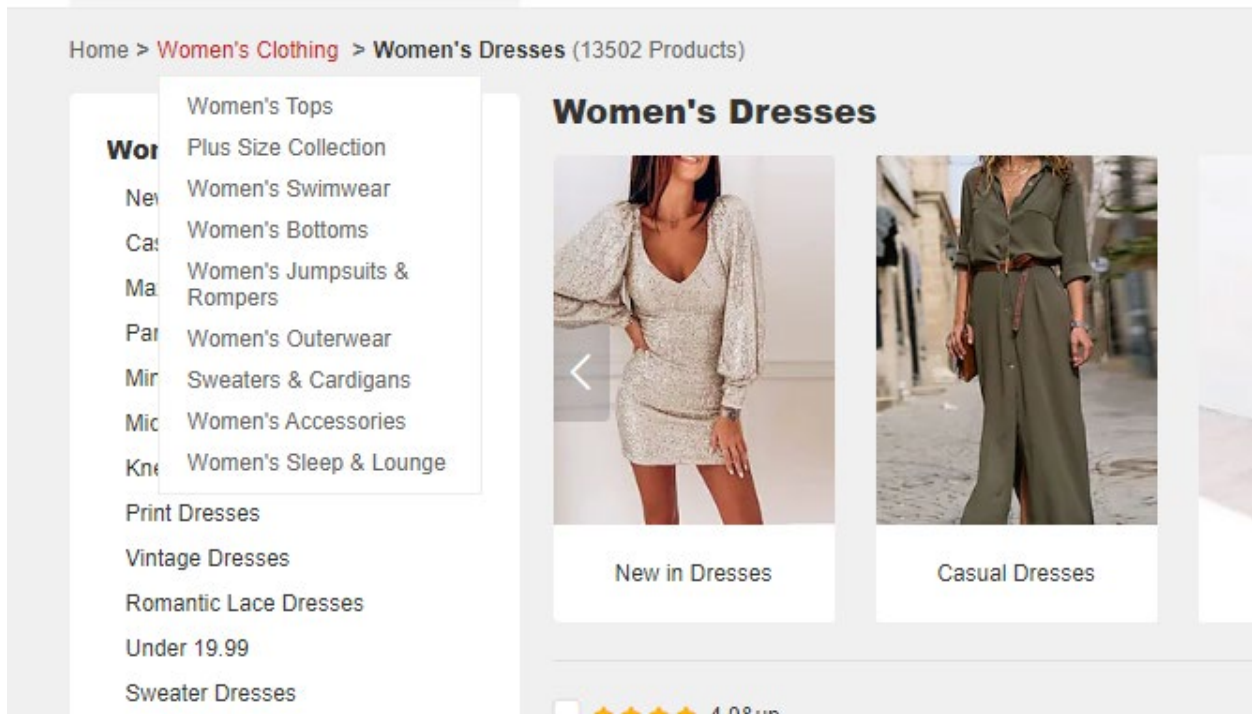 Home > Women's Clothing > Women's Dresses (13502 Products)
Women's Tops
Plus Size Collection
Women's Swimwear
Women's Bottoms
Women's Jumpsuits &
Rompers
Women's Outerwear
Sweaters & Cardigans
Women's Accessories
Women's Sleep & Lounge
Print Dresses
Vintage Dresses
Romantic Lace Dresses
Under 19.99
Sweater Dresses
Women's Dresses
New in Dresses
Casual Dresses